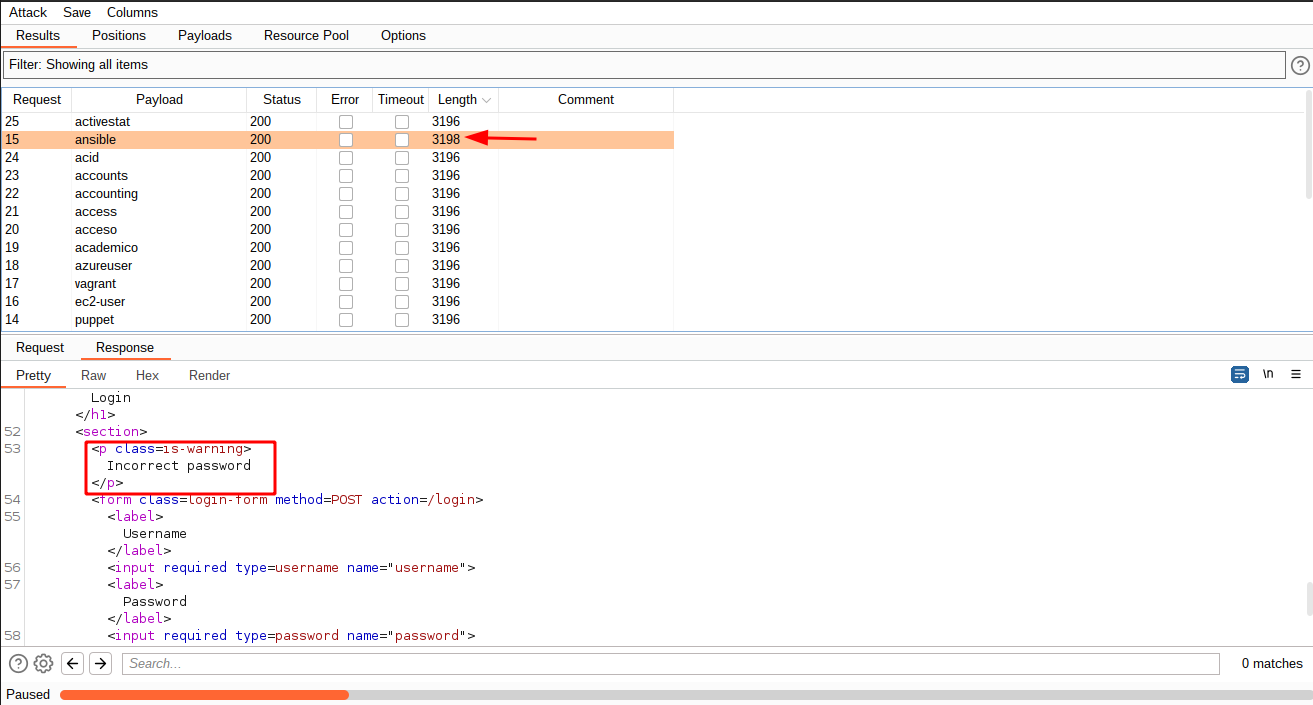 Attack Save Columns
Results Positions Payloads Resource Pool Options
Filter: Showing all items ?
Request Payload Status Error Timeout Length Comment
25 activestat 200 3196
15 ansible 200 3198
24 acid 200 3196
23 accounts 200 3196
22 accounting 200 3196
21 access 200 3196
20 acceso 200 3196
19 academico 200 3196
18 azureuser 200 3196
17 vagrant 200 3196
16 ec2-user 200 3196
14 puppet 200 3196
Request Response
Pretty Raw Hex Render \n
Login
</h1>
52 <section>
53 <p class=is-warning>
Incorrect password
</p>
54 <form class=login-form method=POST action=/login>
55 <label>
Username
</label>
56 <input required type=username name="username">
57 <label>
Password
</label>
58 <input required type=password name="password">
? Search... 0 matches
Paused